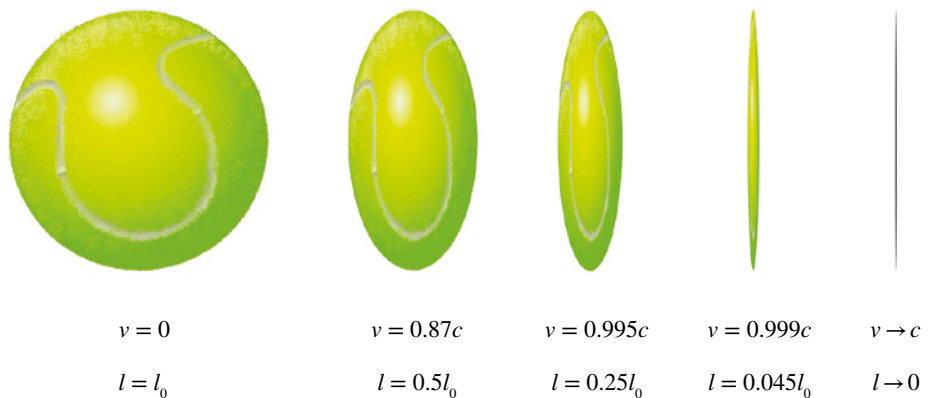 v = 0 v = 0.87c v = 0.995c v = 0.999c v → c
l = l₀ l = 0.5l₀ l = 0.25l₀ l = 0.045l₀ l → 0